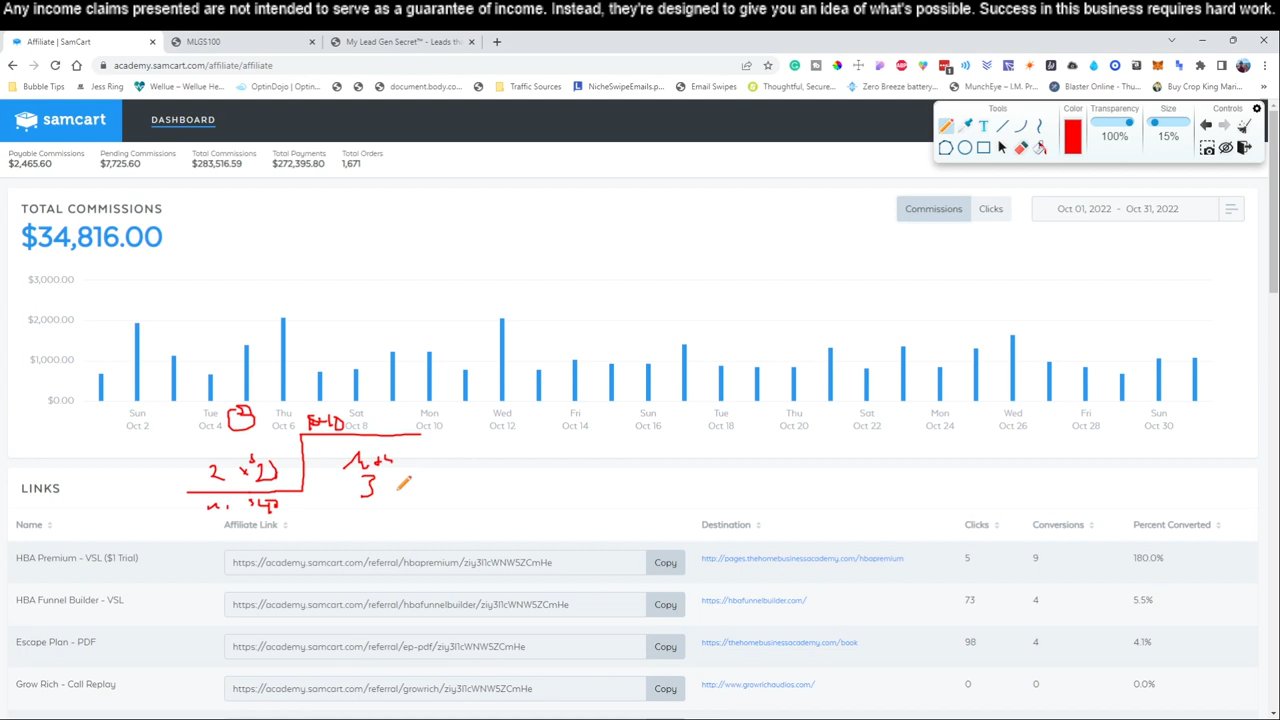 Any income claims presented are not intended to serve as a guarantee of income. Instead, they're designed to give you an idea of what's possible. Success in this business requires hard work.
Affiliate | SamCart
MLGS100
My Lead Gen Secret™ - Leads tha
academy.samcart.com/affiliate/affiliate
Bubble Tips
Jess Ring
Wellue — Wellue He...
OptinDojo | Optin...
document.body.co...
Traffic Sources
NicheSwipeEmails.p...
Email Swipes
Thoughtful, Secure...
Zero Breeze battery...
MunchEye — I.M. Pr...
Blaster Online - Thu...
Buy Crop King Mari...
samcart
DASHBOARD
Tools
Color
Transparency
Size
Controls
100%
15%
Payable Commissions
Pending Commissions
Total Commissions
Total Payments
Total Orders
$2,465.60
$7,725.60
$283,516.59
$272,395.80
1,671
TOTAL COMMISSIONS
$34,816.00
Commissions
Clicks
Oct 01, 2022 - Oct 31, 2022
$3,000.00
$2,000.00
$1,000.00
$0.00
Sun
Oct 2
Tue
Oct 4
Thu
Oct 6
Sat
Oct 8
Mon
Oct 10
Wed
Oct 12
Fri
Oct 14
Sun
Oct 16
Tue
Oct 18
Thu
Oct 20
Sat
Oct 22
Mon
Oct 24
Wed
Oct 26
Fri
Oct 28
Sun
Oct 30
2
3
LINKS
Name
Affiliate Link
Destination
Clicks
Conversions
Percent Converted
HBA Premium - VSL ($1 Trial)
https://academy.samcart.com/referral/hbapremium/ziy3l1cWNW5ZCmHe
Copy
http://pages.thehomebusinessacademy.com/hbapremium
5
9
180.0%
HBA Funnel Builder - VSL
https://academy.samcart.com/referral/hbafunnelbuilder/ziy3l1cWNW5ZCmHe
Copy
https://hbafunnelbuilder.com/
73
4
5.5%
Escape Plan - PDF
https://academy.samcart.com/referral/ep-pdf/ziy3l1cWNW5ZCmHe
Copy
https://thehomebusinessacademy.com/book
98
4
4.1%
Grow Rich - Call Replay
https://academy.samcart.com/referral/growrich/ziy3l1cWNW5ZCmHe
Copy
http://www.growrichaudios.com/
0
0
0.0%